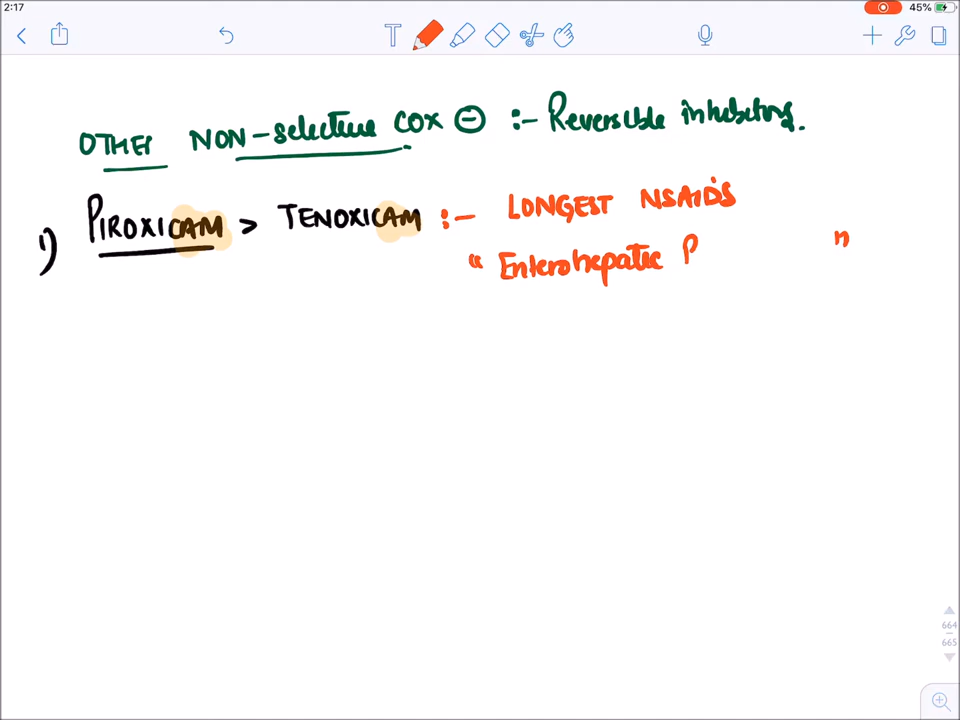 2:17
45%
OTHER NON-selective COX ⊖ :- Reversible inhibitors.
1) PIROXICAM > TENOXICAM :- LONGEST NSAIDS
" Enterohepatic P "
664
665